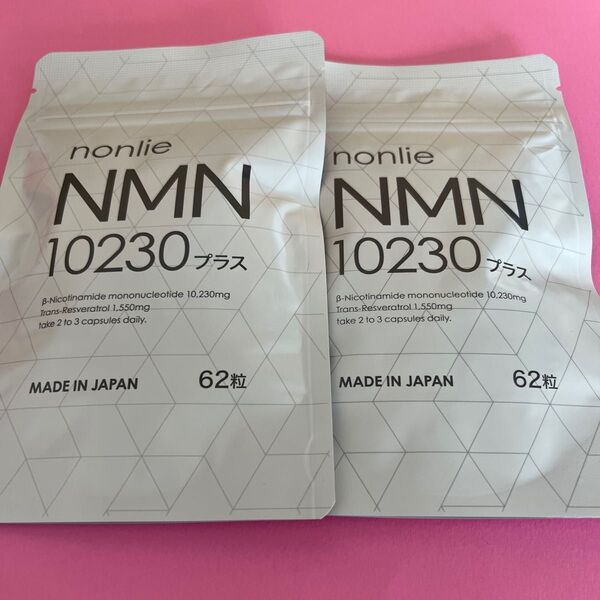 nonlie
NMN
10230プラス
β-Nicotinamide mononucleotide 10,230mg
Trans-Resveratrol 1,550mg
take 2 to 3 capsules daily.
MADE IN JAPAN 62粒
nonlie
NMN
10230プラス
β-Nicotinamide mononucleotide 10,230mg
Trans-Resveratrol 1,550mg
take 2 to 3 capsules daily.
MADE IN JAPAN 62粒